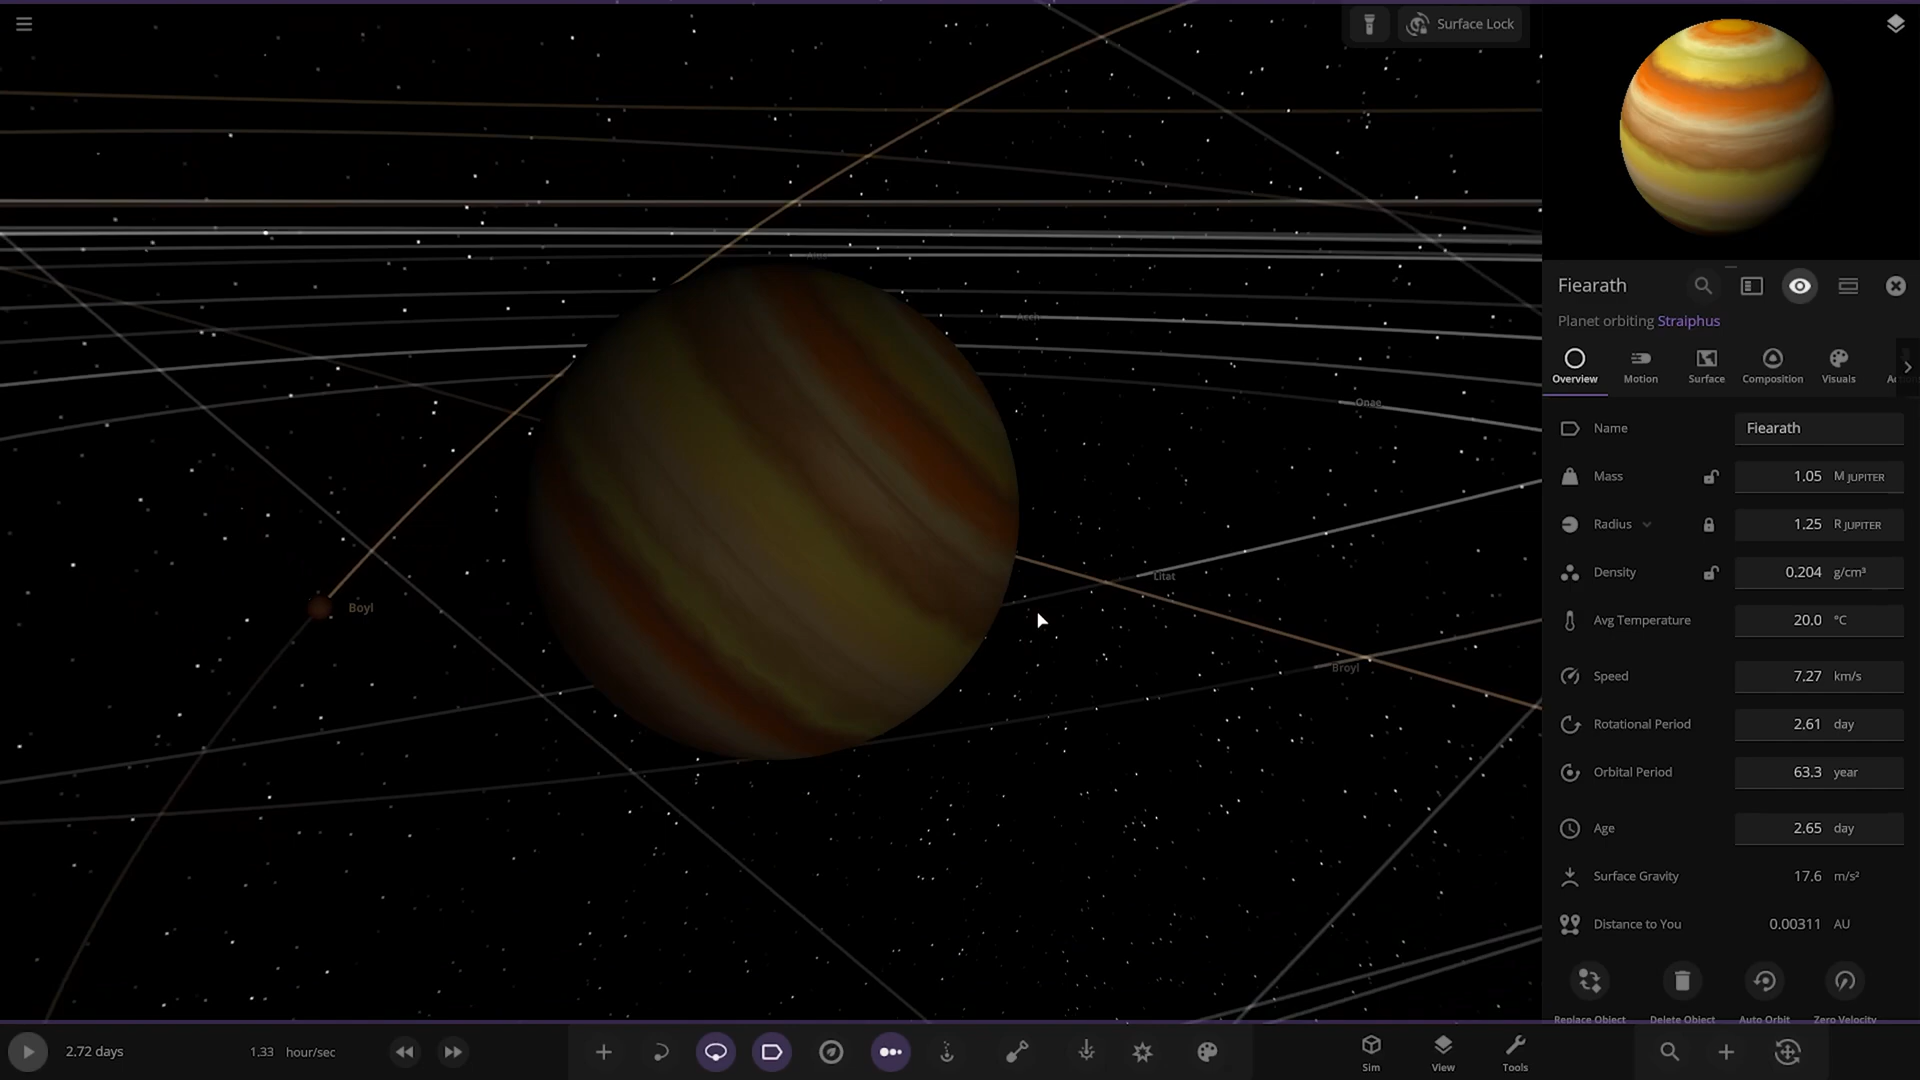 Surface Lock
Fiearath
Planet orbiting Straiphus
Overview
Motion
Surface
Composition
Visuals
Name
Fiearath
Mass
1.05 M JUPITER
Radius
1.25 R JUPITER
Density
0.204 g/cm³
Avg Temperature
20.0 °C
Speed
7.27 km/s
Rotational Period
2.61 day
Orbital Period
63.3 year
Age
2.65 day
Surface Gravity
17.6 m/s²
Distance to You
0.00311 AU
Replace Object
Delete Object
Auto Orbit
Zero Velocity
Onae
Litat
Boyl
Broyl
2.72 days
1.33 hour/sec
Sim
View
Tools